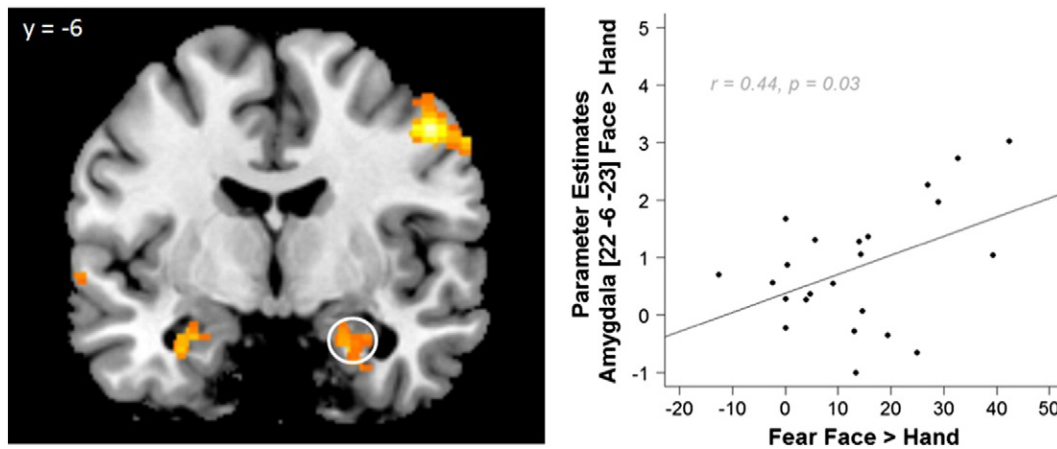 y = -6
Parameter Estimates
Amygdala [22 -6 -23] Face > Hand
5
4
3
2
1
0
-1
r = 0.44, p = 0.03
-20 -10 0 10 20 30 40 50
Fear Face > Hand